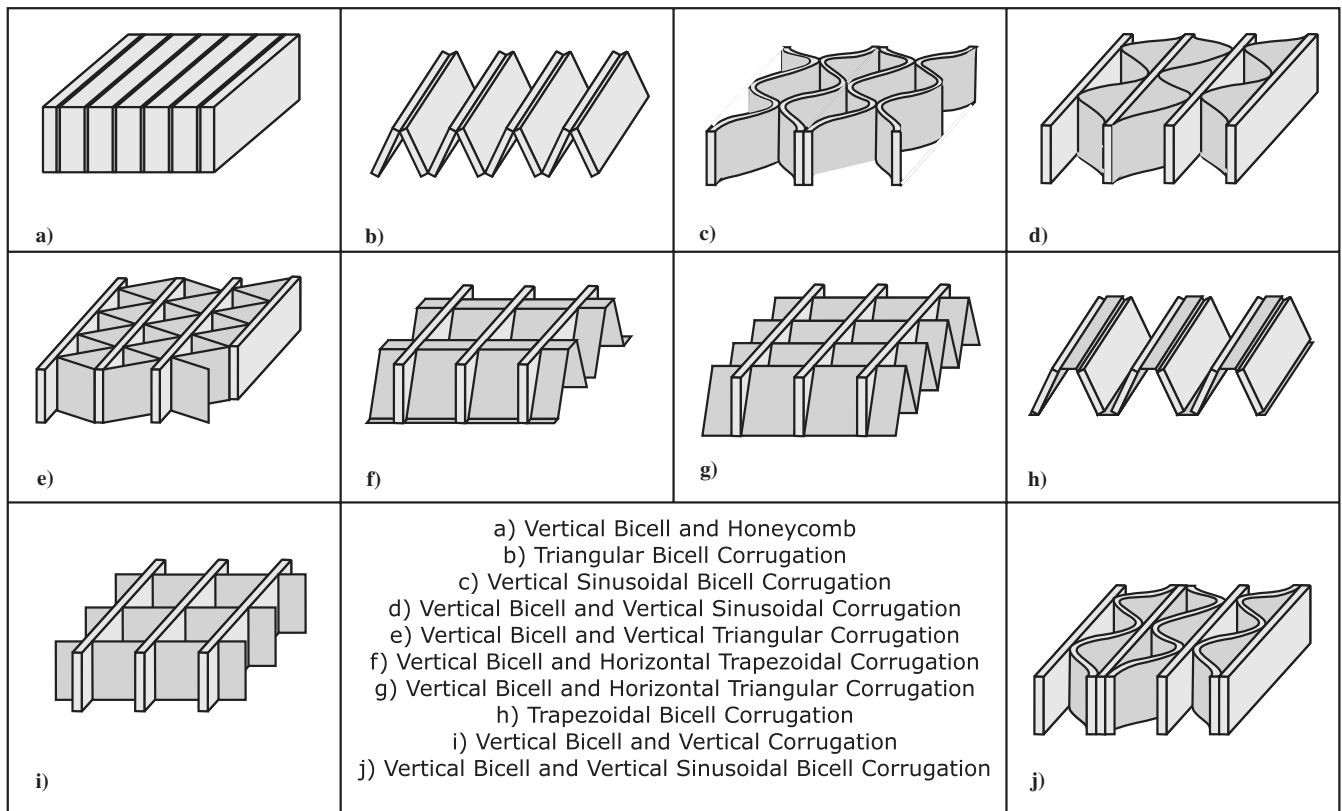 a)
b)
c)
d)
e)
f)
g)
h)
a) Vertical Bicell and Honeycomb
b) Triangular Bicell Corrugation
c) Vertical Sinusoidal Bicell Corrugation
d) Vertical Bicell and Vertical Sinusoidal Corrugation
e) Vertical Bicell and Vertical Triangular Corrugation
f) Vertical Bicell and Horizontal Trapezoidal Corrugation
g) Vertical Bicell and Horizontal Triangular Corrugation
h) Trapezoidal Bicell Corrugation
i) Vertical Bicell and Vertical Corrugation
j) Vertical Bicell and Vertical Sinusoidal Bicell Corrugation
i)
j)